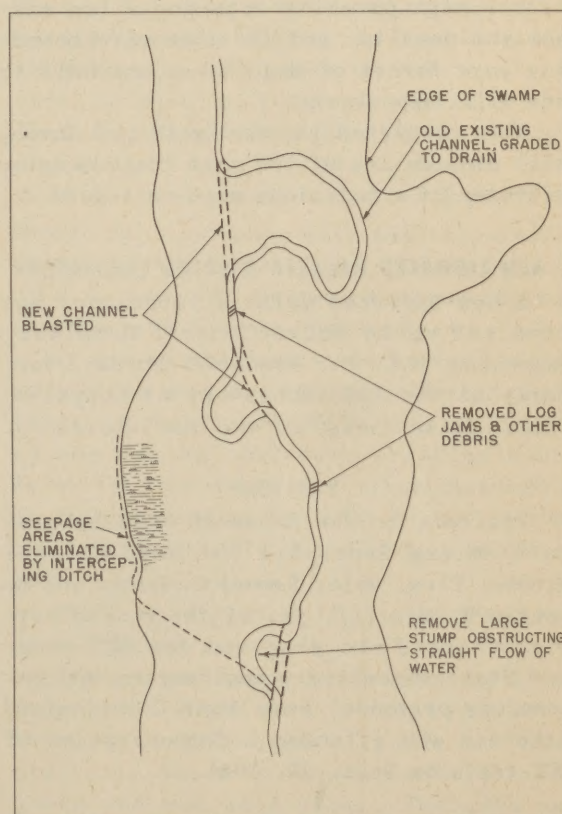 EDGE OF SWAMP
OLD EXISTING
CHANNEL, GRADED
TO DRAIN
NEW CHANNEL
BLASTED
REMOVED LOG
JAMS & OTHER
DEBRIS
SEEPAGE
AREAS
ELIMINATED
BY INTERCEP-
ING DITCH
REMOVE LARGE
STUMP OBSTRUCTING
STRAIGHT FLOW OF
WATER